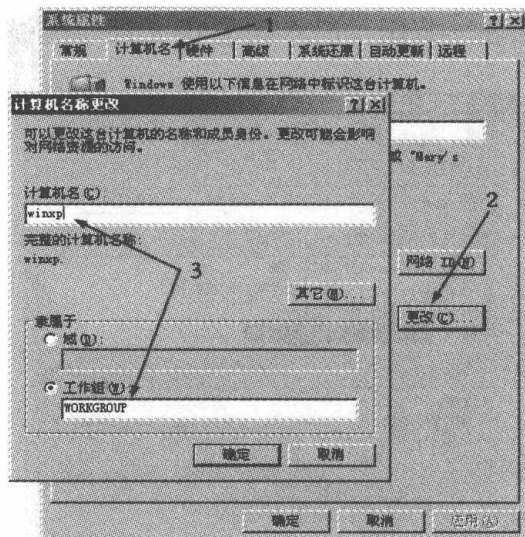 系统属性
1
常规 计算机名 硬件 高级 系统还原 自动更新 远程
Windows 使用以下信息在网络中标识这台计算机。
计算机名称更改
可以更改这台计算机的名称和成员身份。更改可能会影响
对网络资源的访问。
或 "Mary's
计算机名(C)
winxp
2
完整的计算机名称:
winxp.
网络 ID(N)
3
其它(M)...
更改(C)...
隶属于
域(D):
工作组(W):
WORKGROUP
确定 取消
确定 取消 应用(A)